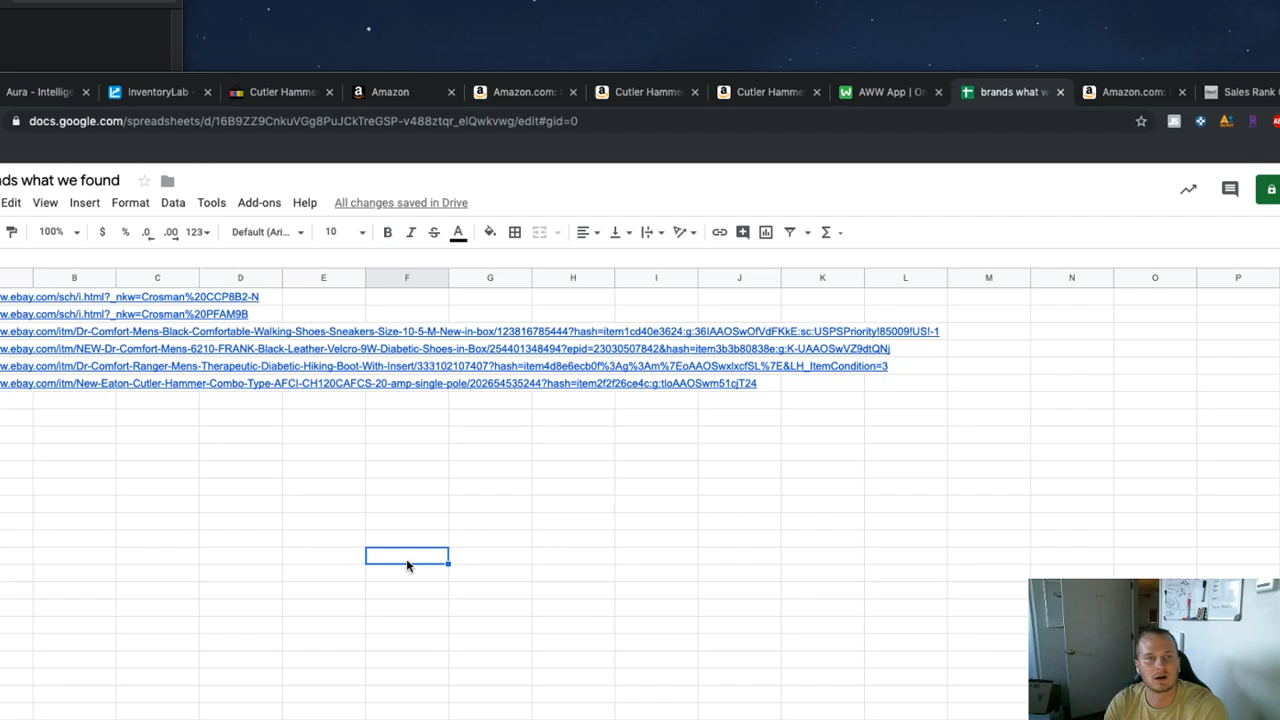 Aura - Intellige
InventoryLab -
Cutler Hamme
Amazon
Amazon.com:
Cutler Hamme
Cutler Hamme
AWW App | On
brands what w
Amazon.com:
Sales Rank
docs.google.com/spreadsheets/d/16B9ZZ9CnkuVGg8PuJCkTreGSP-v488ztqr_elQwkvwg/edit#gid=0
nds what we found
Edit View Insert Format Data Tools Add-ons Help All changes saved in Drive
100% $ % .0 .00 123 Default (Ari... 10 B I S A
B C D E F G H I J K L M N O P
w.ebay.com/sch/i.html?_nkw=Crosman%20CCP8B2-N
w.ebay.com/sch/i.html?_nkw=Crosman%20PFAM9B
w.ebay.com/itm/Dr-Comfort-Mens-Black-Comfortable-Walking-Shoes-Sneakers-Size-10-5-M-New-in-box/123816785444?hash=item1cd40e3624:g:36IAAOSwOfVdFKkE:sc:USPSPriority!85009!US!-1
w.ebay.com/itm/NEW-Dr-Comfort-Mens-6210-FRANK-Black-Leather-Velcro-9W-Diabetic-Shoes-in-Box/254401348494?epid=23030507842&hash=item3b3b80838e:g:K-UAAOSwVZ9dtQNj
w.ebay.com/itm/Dr-Comfort-Ranger-Mens-Therapeutic-Diabetic-Hiking-Boot-With-Insert/333102107407?hash=item4d8e6ecb0f%3Ag%3Am%7EoAAOSwxlxcfSL%7E&LH_ItemCondition=3
w.ebay.com/itm/New-Eaton-Cutler-Hammer-Combo-Type-AFCI-CH120CAFCS-20-amp-single-pole/202654535244?hash=item2f2f26ce4c:g:tloAAOSwm51cjT24